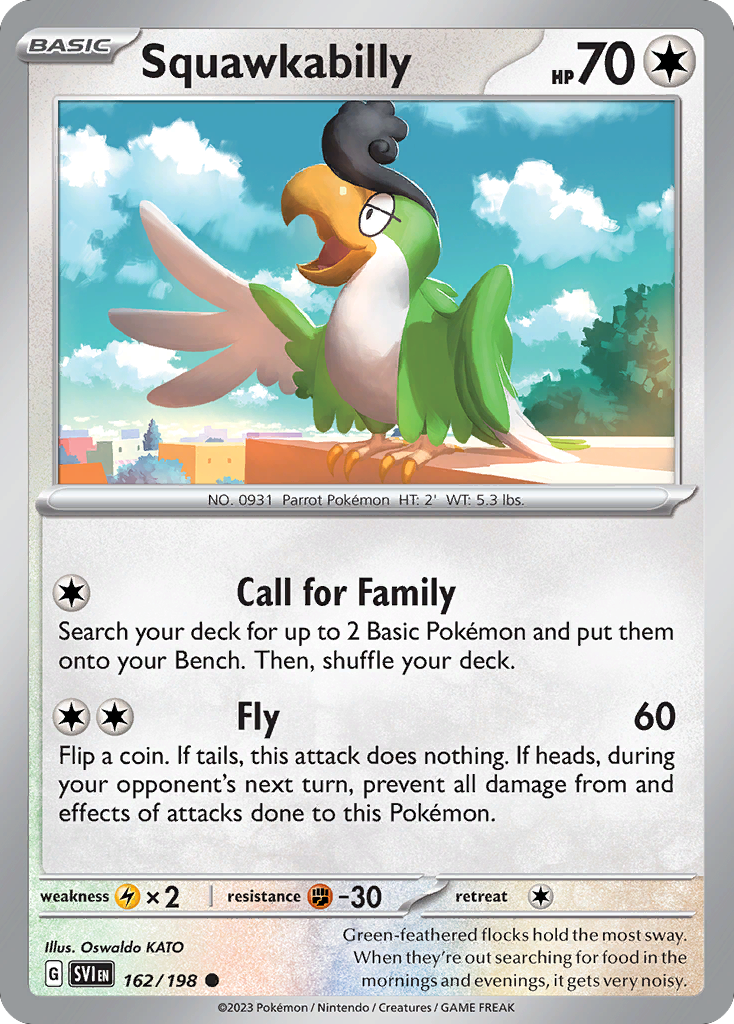 BASIC
Squawkabilly
HP 70
NO. 0931 Parrot Pokémon HT: 2' WT: 5.3 lbs.
Call for Family
Search your deck for up to 2 Basic Pokémon and put them
onto your Bench. Then, shuffle your deck.
Fly 60
Flip a coin. If tails, this attack does nothing. If heads, during
your opponent's next turn, prevent all damage from and
effects of attacks done to this Pokémon.
weakness ×2 resistance -30 retreat
Illus. Oswaldo KATO
G SVI EN 162/198
Green-feathered flocks hold the most sway.
When they're out searching for food in the
mornings and evenings, it gets very noisy.
©2023 Pokémon / Nintendo / Creatures / GAME FREAK